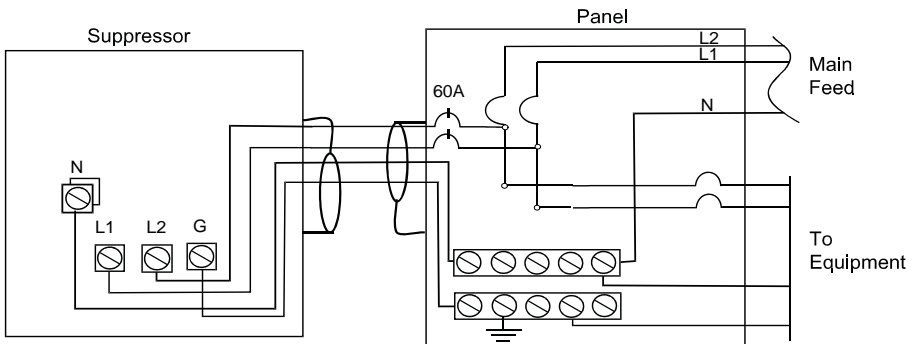 Suppressor
Panel
L2
L1
Main
Feed
60A
N
N
L1 L2 G
To
Equipment